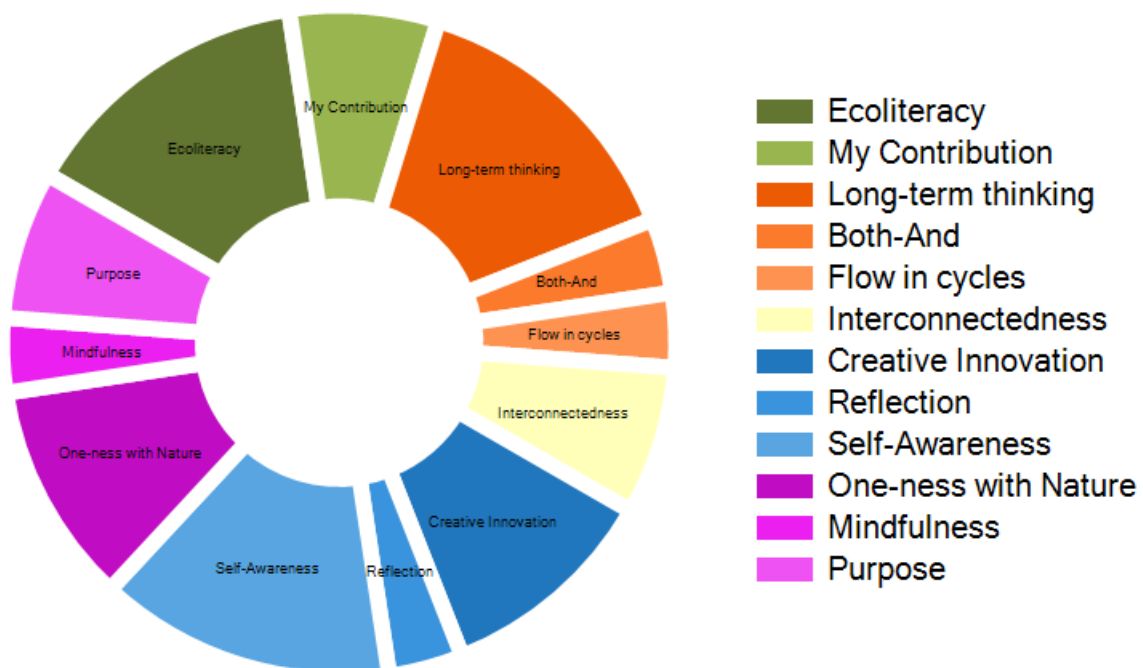 My Contribution
Ecoliteracy
Long-term thinking
Purpose
Both-And
Flow in cycles
Mindfulness
Interconnectedness
One-ness with Nature
Creative Innovation
Self-Awareness
Reflection
Ecoliteracy
My Contribution
Long-term thinking
Both-And
Flow in cycles
Interconnectedness
Creative Innovation
Reflection
Self-Awareness
One-ness with Nature
Mindfulness
Purpose